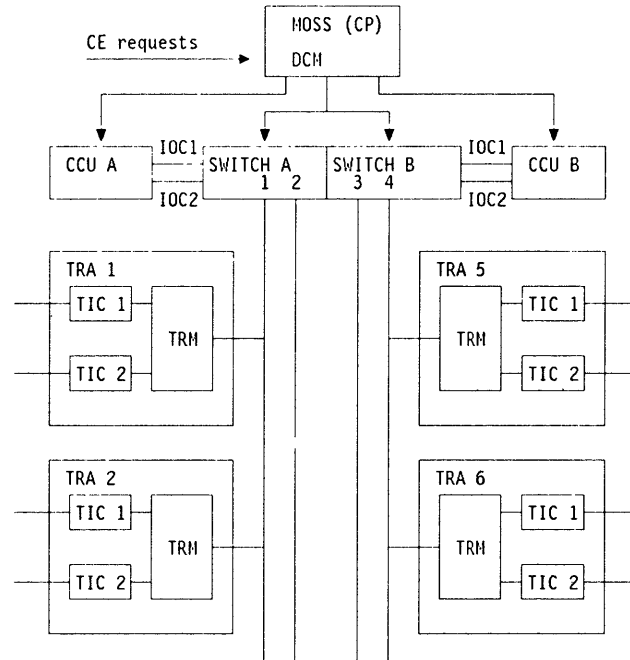 MOSS (CP)
CE requests
DCM
IOC1
IOC1
CCU A
SWITCH A
SWITCH B
CCU B
1 2
3 4
IOC2
IOC2
TRA 1
TRA 5
TIC 1
TIC 1
TRM
TRM
TIC 2
TIC 2
TRA 2
TRA 6
TIC 1
TIC 1
TRM
TRM
TIC 2
TIC 2